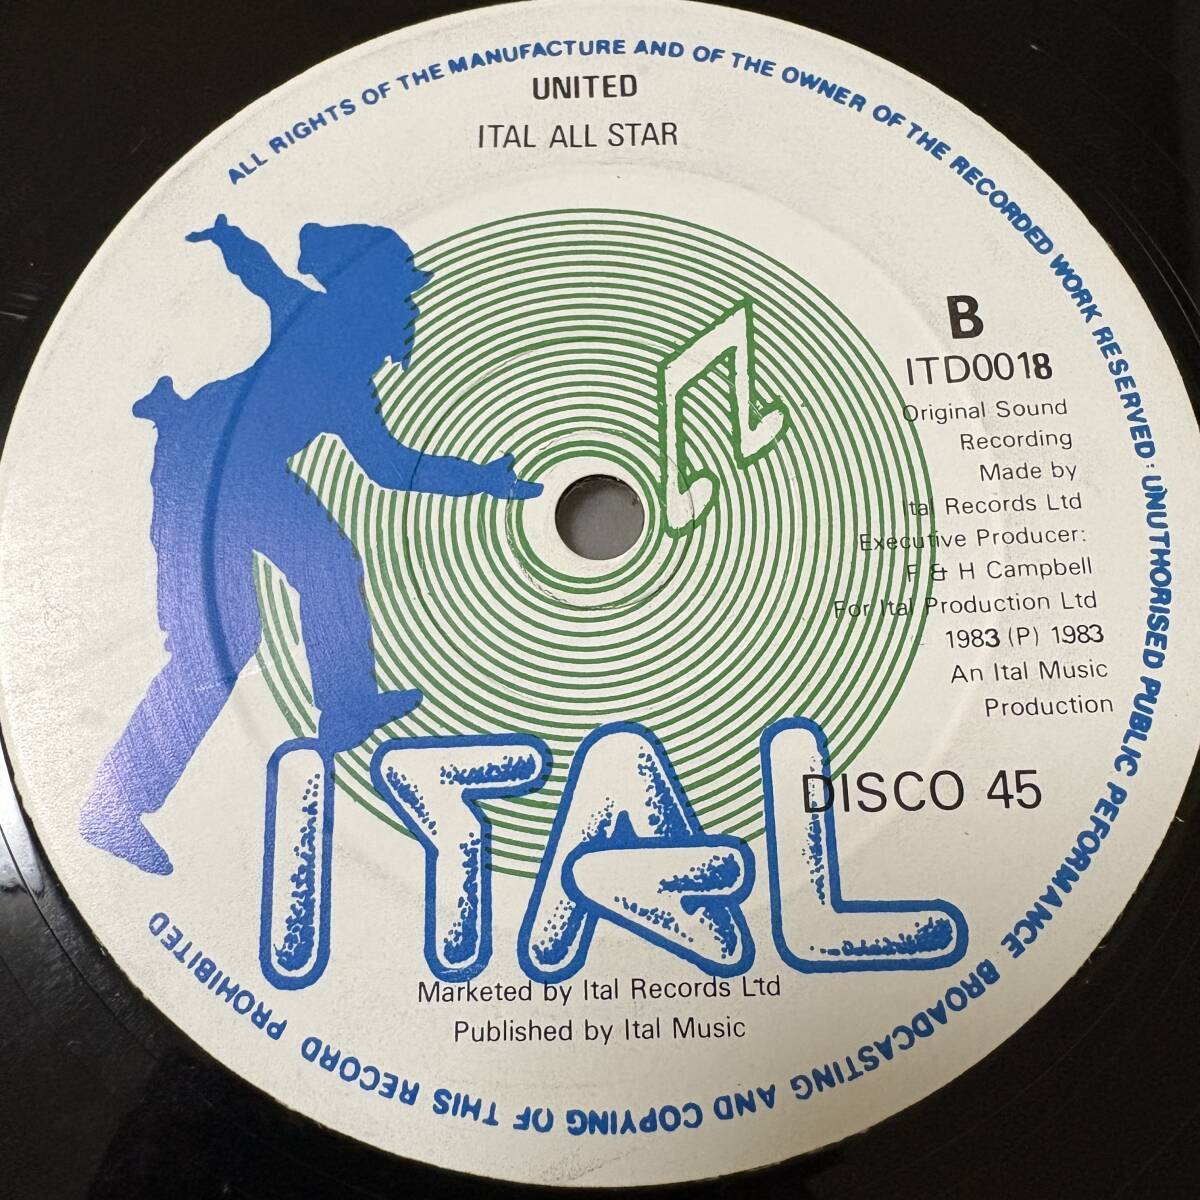 ALL RIGHTS OF THE MANUFACTURE AND OF THE OWNER OF THE RECORDED WORK RESERVED: UNUTHORISED PUBLIC PEFORMANCE BROADCASTING AND COPYING OF THIS RECORD PROHIBITED
UNITED
ITAL ALL STAR
B
ITD0018
Original Sound
Recording
Made by
Ital Records Ltd
Executive Producer:
F & H Campbell
For Ital Production Ltd
1983 (P) 1983
An Ital Music
Production
DISCO 45
ITAL
Marketed by Ital Records Ltd
Published by Ital Music